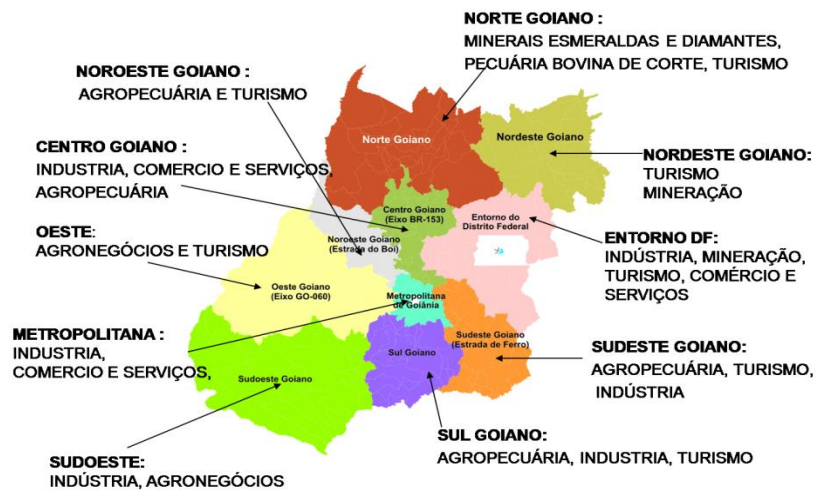 NORTE GOIANO :
MINERAIS ESMERALDAS E DIAMANTES,
PECUÁRIA BOVINA DE CORTE, TURISMO
NOROESTE GOIANO :
AGROPECUÁRIA E TURISMO
CENTRO GOIANO :
INDUSTRIA, COMERCIO E SERVIÇOS,
AGROPECUÁRIA
OESTE:
AGRONEGÓCIOS E TURISMO
METROPOLITANA :
INDUSTRIA,
COMERCIO E SERVIÇOS,
SUDOESTE:
INDÚSTRIA, AGRONEGÓCIOS
Norte Goiano
Nordeste Goiano
Centro Goiano
(Eixo BR-153)
Entorno do
Distrito Federal
Noroeste Goiano
(Estrada do Boi)
Oeste Goiano
(Eixo GO-060)
Metropolitana
de Goiânia
Sudeste Goiano
(Estrada de Ferro)
Sul Goiano
Sudoeste Goiano
NORDESTE GOIANO:
TURISMO
MINERAÇÃO
ENTORNO DF:
INDÚSTRIA, MINERAÇÃO,
TURISMO, COMÉRCIO E
SERVIÇOS
SUDESTE GOIANO:
AGROPECUÁRIA, TURISMO,
INDÚSTRIA
SUL GOIANO:
AGROPECUÁRIA, INDUSTRIA, TURISMO